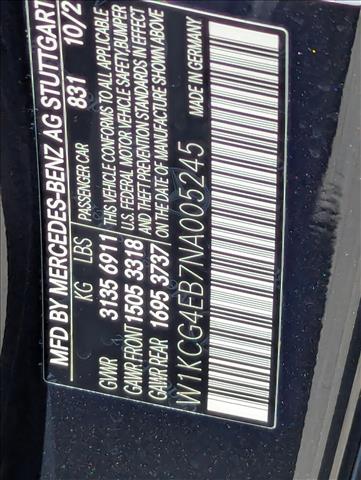 MFD BY MERCEDES-BENZ AG STUTTGART
831 10/2
KG LBS
PASSENGER CAR
GVWR 3135 6911
GAWR FRONT 1505 3318
GAWR REAR 1695 3737
THIS VEHICLE CONFORMS TO ALL APPLICABLE
U.S. FEDERAL MOTOR VEHICLE SAFETY, BUMPER
AND THEFT PREVENTION STANDARDS IN EFFECT
ON THE DATE OF MANUFACTURE SHOWN ABOVE
W1KCG4EB7NA005245
MADE IN GERMANY